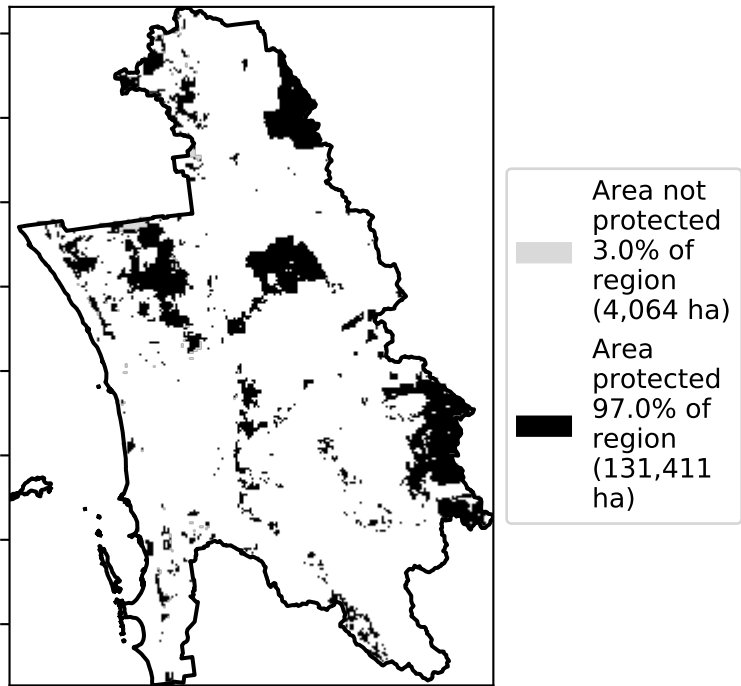 Area not
protected
3.0% of
region
(4,064 ha)
Area
protected
97.0% of
region
(131,411
ha)